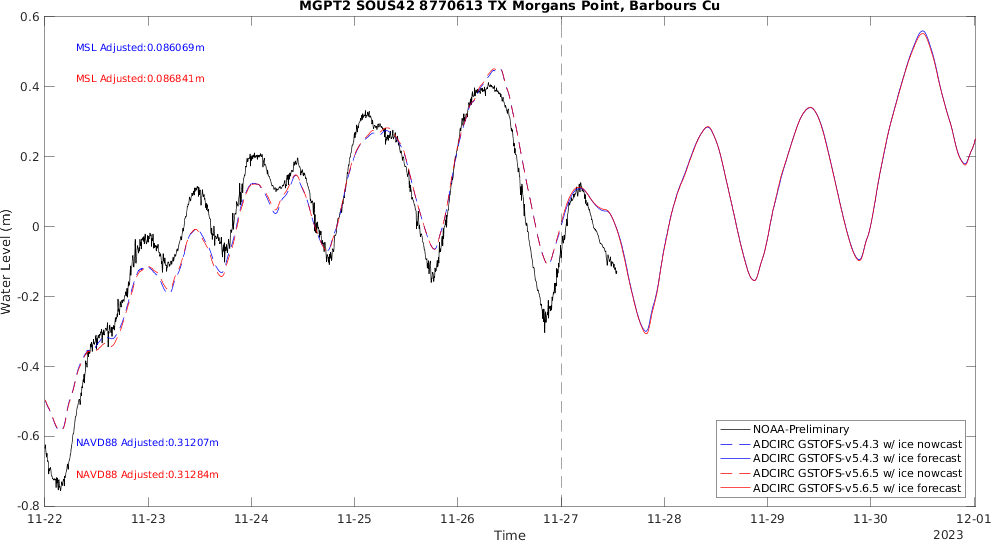 MGPT2 SOUS42 8770613 TX Morgans Point, Barbours Cu
0.6
MSL Adjusted:0.086069m
MSL Adjusted:0.086841m
0.4
0.2
0
-0.2
-0.4
-0.6
-0.8
Water Level (m)
NAVD88 Adjusted:0.31207m
NAVD88 Adjusted:0.31284m
NOAA-Preliminary
ADCIRC GSTOFS-v5.4.3 w/ ice nowcast
ADCIRC GSTOFS-v5.4.3 w/ ice forecast
ADCIRC GSTOFS-v5.6.5 w/ ice nowcast
ADCIRC GSTOFS-v5.6.5 w/ ice forecast
11-22 11-23 11-24 11-25 11-26 11-27 11-28 11-29 11-30 12-01
Time
2023